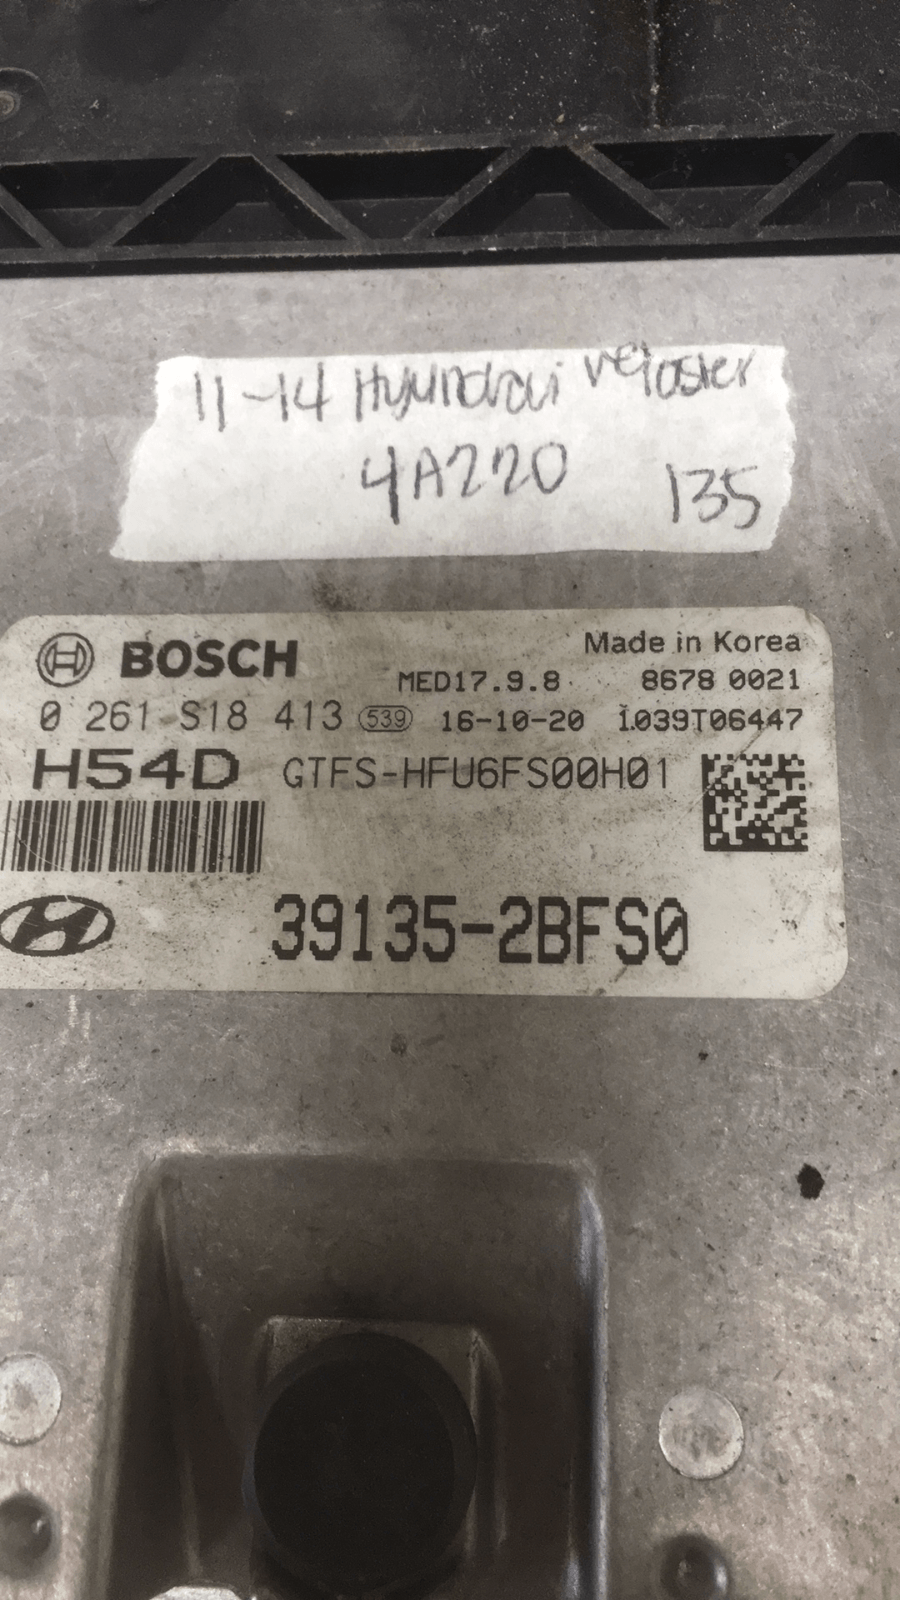 11-14 Hyundai veloster
4A220
135
BOSCH
Made in Korea
MED17.9.8
8678 0021
0 261 S18 413 539 16-10-20 1039T06447
H54D GTFS-HFU6FS00H01
39135-2BFS0